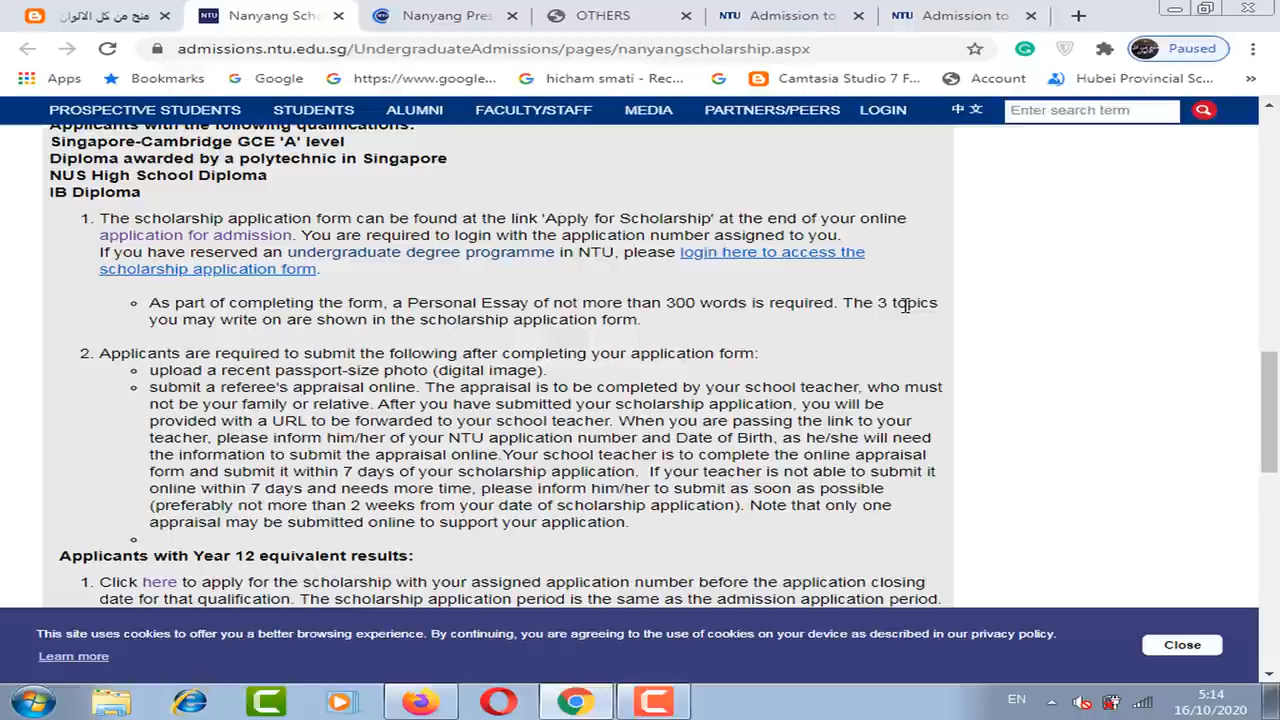 منح من كل الالوان
Nanyang Scho
Nanyang Pres
OTHERS
NTU Admission to
NTU Admission to
admissions.ntu.edu.sg/UndergraduateAdmissions/pages/nanyangscholarship.aspx
Paused
Apps
Bookmarks
Google
https://www.google...
hicham smati - Rec...
Camtasia Studio 7 F...
Account
Hubei Provincial Sc...
»
PROSPECTIVE STUDENTS
STUDENTS
ALUMNI
FACULTY/STAFF
MEDIA
PARTNERS/PEERS
LOGIN
中 文
Enter search term
Applicants with the following qualifications:
Singapore-Cambridge GCE 'A' level
Diploma awarded by a polytechnic in Singapore
NUS High School Diploma
IB Diploma
1. The scholarship application form can be found at the link 'Apply for Scholarship' at the end of your online
application for admission. You are required to login with the application number assigned to you.
If you have reserved an undergraduate degree programme in NTU, please login here to access the
scholarship application form.
As part of completing the form, a Personal Essay of not more than 300 words is required. The 3 topics
you may write on are shown in the scholarship application form.
2. Applicants are required to submit the following after completing your application form:
upload a recent passport-size photo (digital image).
submit a referee's appraisal online. The appraisal is to be completed by your school teacher, who must
not be your family or relative. After you have submitted your scholarship application, you will be
provided with a URL to be forwarded to your school teacher. When you are passing the link to your
teacher, please inform him/her of your NTU application number and Date of Birth, as he/she will need
the information to submit the appraisal online.Your school teacher is to complete the online appraisal
form and submit it within 7 days of your scholarship application. If your teacher is not able to submit it
online within 7 days and needs more time, please inform him/her to submit as soon as possible
(preferably not more than 2 weeks from your date of scholarship application). Note that only one
appraisal may be submitted online to support your application.
Applicants with Year 12 equivalent results:
1. Click here to apply for the scholarship with your assigned application number before the application closing
date for that qualification. The scholarship application period is the same as the admission application period.
This site uses cookies to offer you a better browsing experience. By continuing, you are agreeing to the use of cookies on your device as described in our privacy policy.
Learn more
Close
EN
5:14
16/10/2020